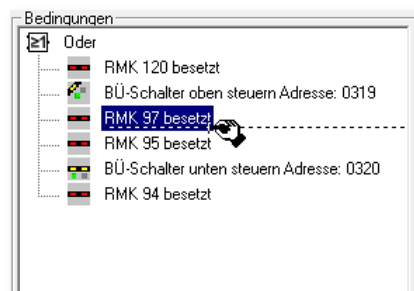 Bedingungen
≥1 Oder
RMK 120 besetzt
BÜ-Schalter oben steuern Adresse: 0319
RMK 97 besetzt
RMK 95 besetzt
BÜ-Schalter unten steuern Adresse: 0320
RMK 94 besetzt